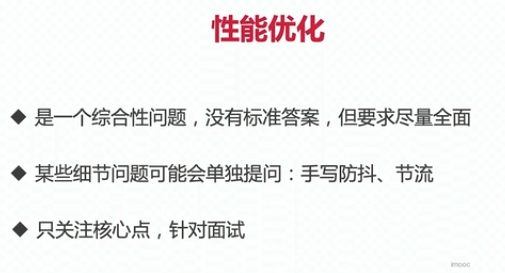 性能优化
◆ 是一个综合性问题，没有标准答案，但要求尽量全面
◆ 某些细节问题可能会单独提问：手写防抖、节流
◆ 只关注核心点，针对面试
imooc